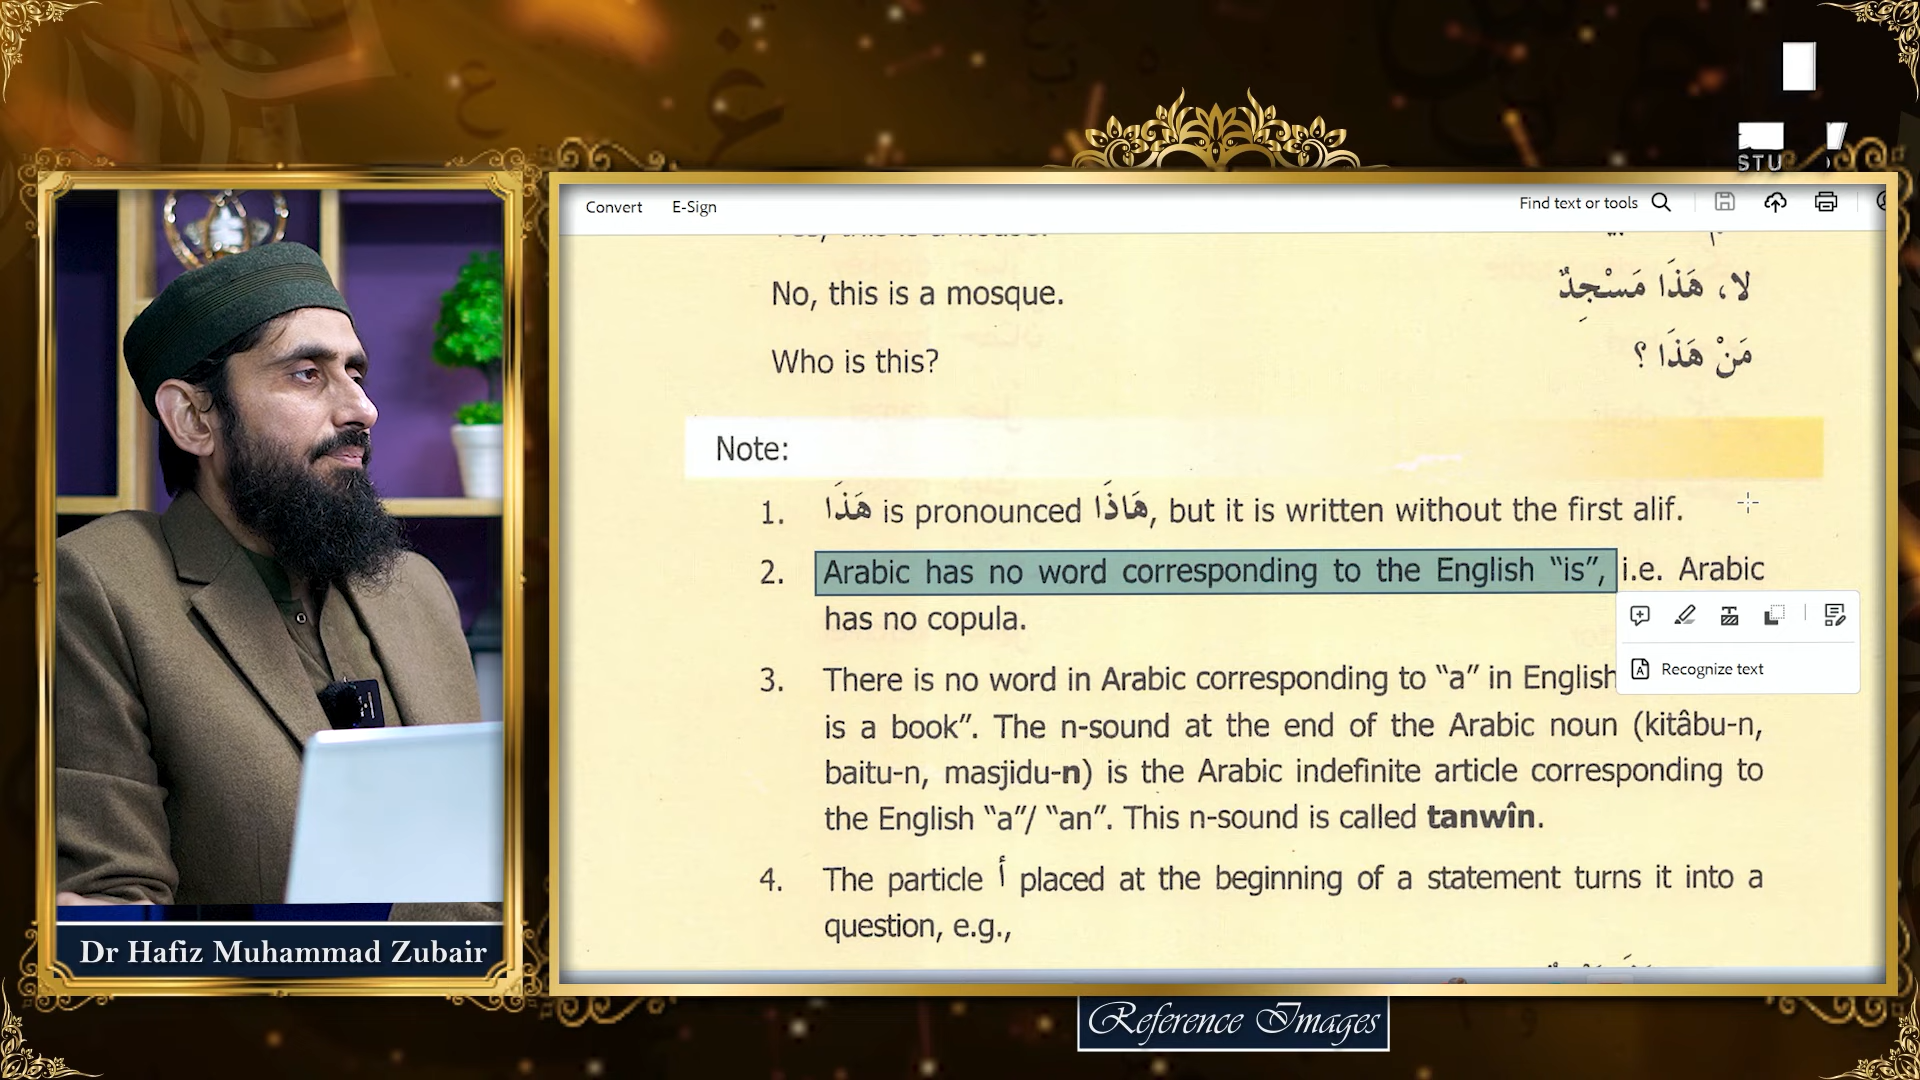 STU
Convert E-Sign Find text or tools
No, this is a mosque. لا، هَذَا مَسْجِدٌ
Who is this? مَنْ هَذَا ؟
Note:
1. هَذَا is pronounced هَاذَا, but it is written without the first alif.
2. Arabic has no word corresponding to the English “is”, i.e. Arabic
has no copula.
Recognize text
3. There is no word in Arabic corresponding to “a” in English
is a book”. The n-sound at the end of the Arabic noun (kitâbu-n,
baitu-n, masjidu-n) is the Arabic indefinite article corresponding to
the English “a”/ “an”. This n-sound is called tanwîn.
4. The particle أ placed at the beginning of a statement turns it into a
question, e.g.,
Dr Hafiz Muhammad Zubair
Reference Images